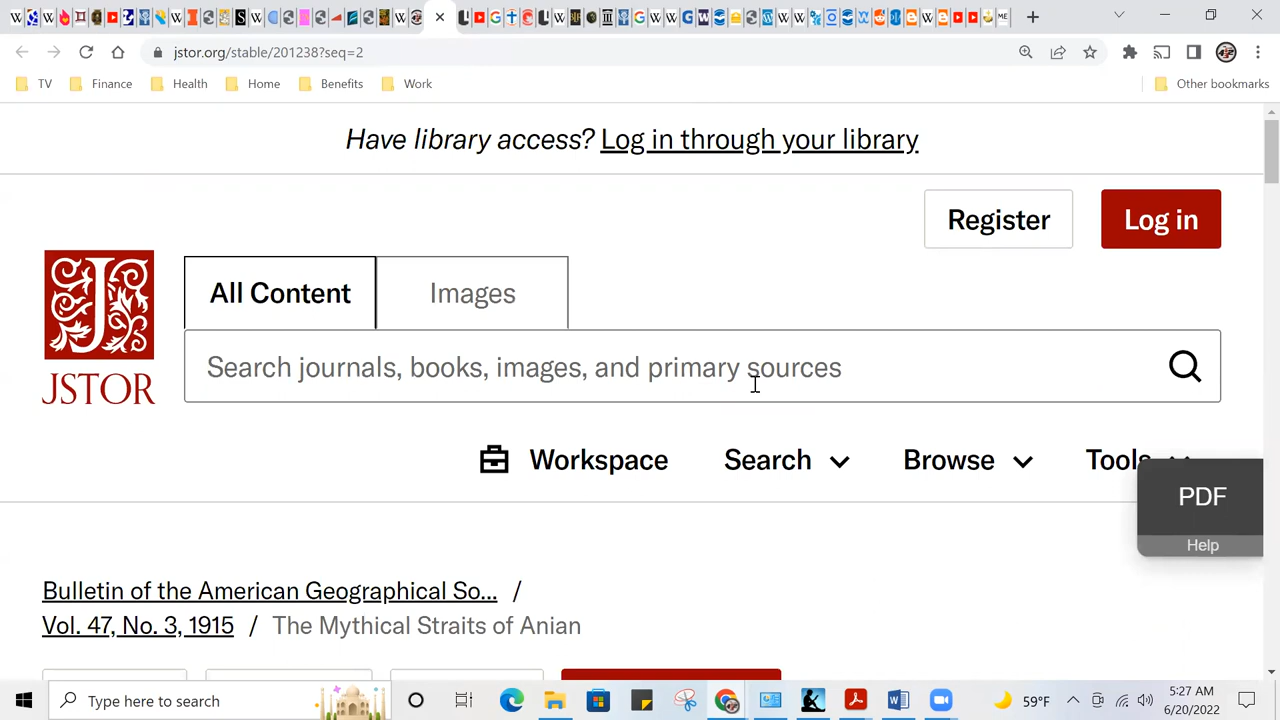 jstor.org/stable/201238?seq=2
TV Finance Health Home Benefits Work Other bookmarks
Have library access? Log in through your library
Register Log in
All Content Images
JSTOR
Search journals, books, images, and primary sources
Workspace Search Browse Tools
PDF
Help
Bulletin of the American Geographical So... /
Vol. 47, No. 3, 1915 / The Mythical Straits of Anian
Type here to search
59°F
5:27 AM
6/20/2022